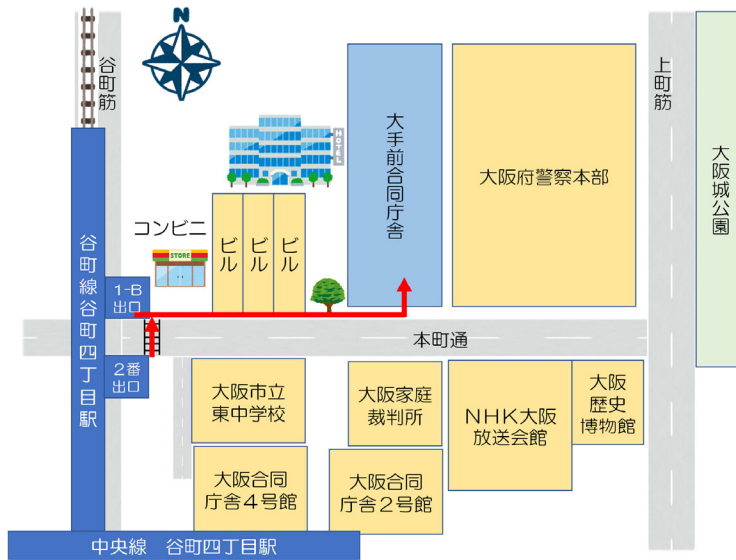 N
谷町筋
上町筋
HOTEL
大手前合同庁舎
大阪府警察本部
大阪城公園
コンビニ
STORE
ビル
ビル
ビル
谷町線谷町四丁目駅
1-B
出口
本町通
2番
出口
大阪市立
東中学校
大阪家庭
裁判所
NHK大阪
放送会館
大阪
歴史
博物館
大阪合同
庁舎4号館
大阪合同
庁舎2号館
中央線 谷町四丁目駅